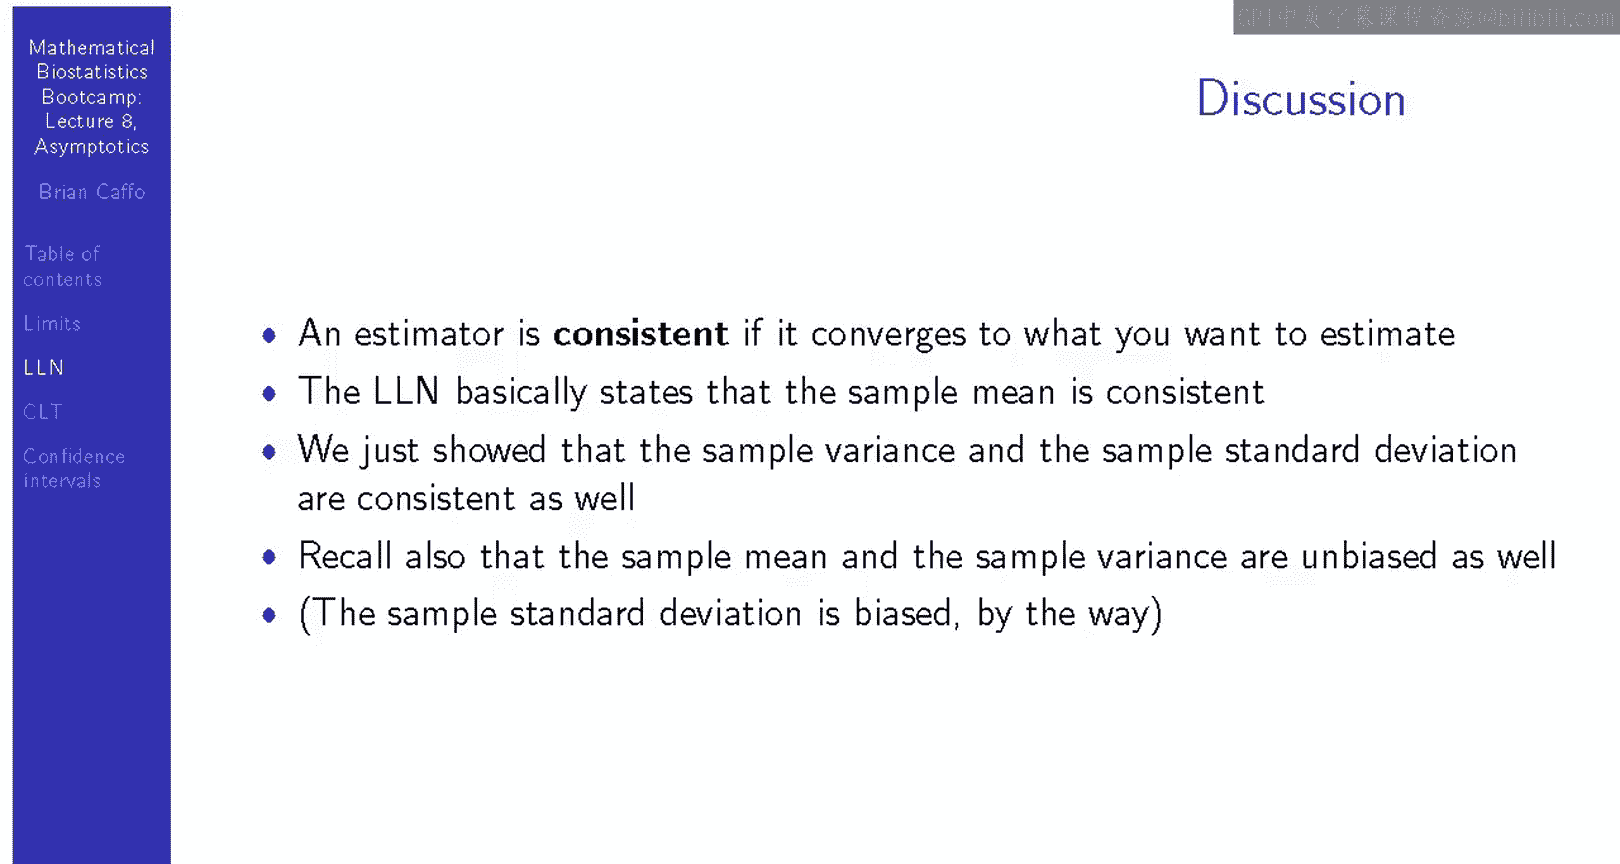 Mathematical
Biostatistics
Bootcamp:
Lecture 8,
Asymptotics
Brian Caffo
Table of
contents
Limits
LLN
CLT
Confidence
intervals
Discussion
• An estimator is consistent if it converges to what you want to estimate
• The LLN basically states that the sample mean is consistent
• We just showed that the sample variance and the sample standard deviation
are consistent as well
• Recall also that the sample mean and the sample variance are unbiased as well
• (The sample standard deviation is biased, by the way)